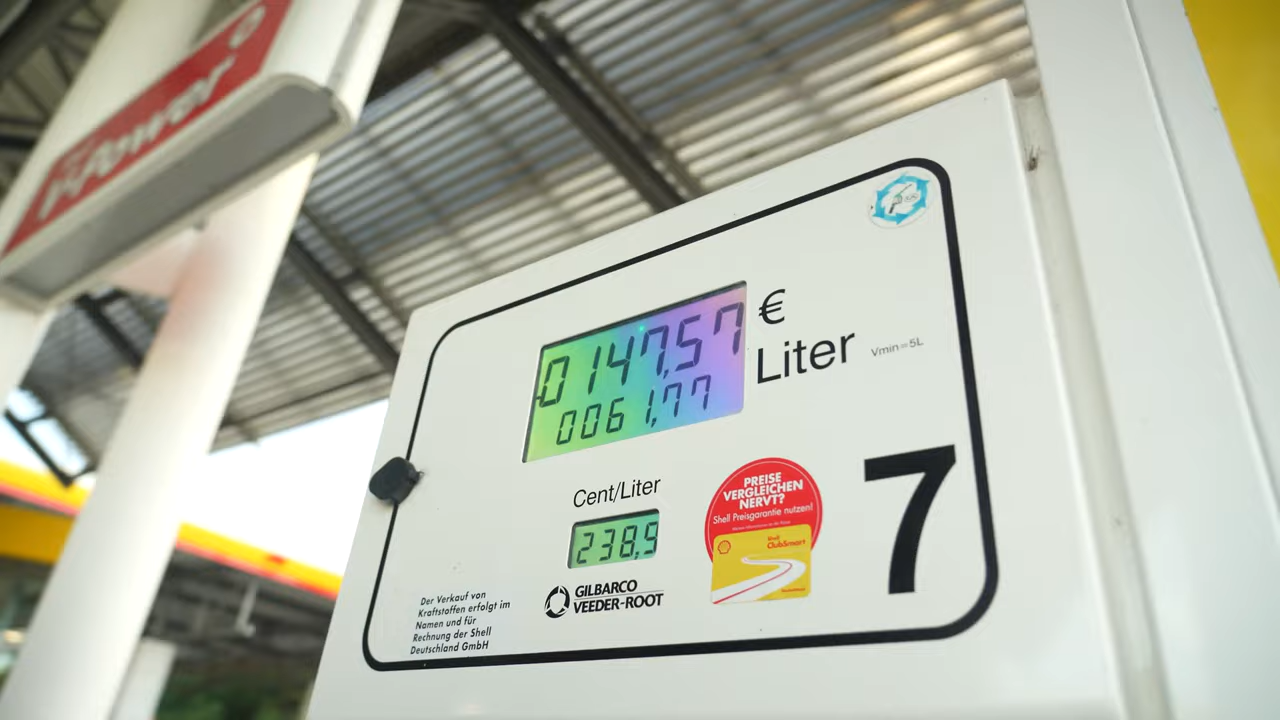 V-Power
0147,57
€
0061,77
Liter
Vmin=5L
Cent/Liter
238,9
GILBARCO
VEEDER-ROOT
PREISE
VERGLEICHEN
NERVT?
Shell Preisgarantie nutzen!
Shell
ClubSmart
7
Der Verkauf von
Kraftstoffen erfolgt im
Namen und für
Rechnung der Shell
Deutschland GmbH